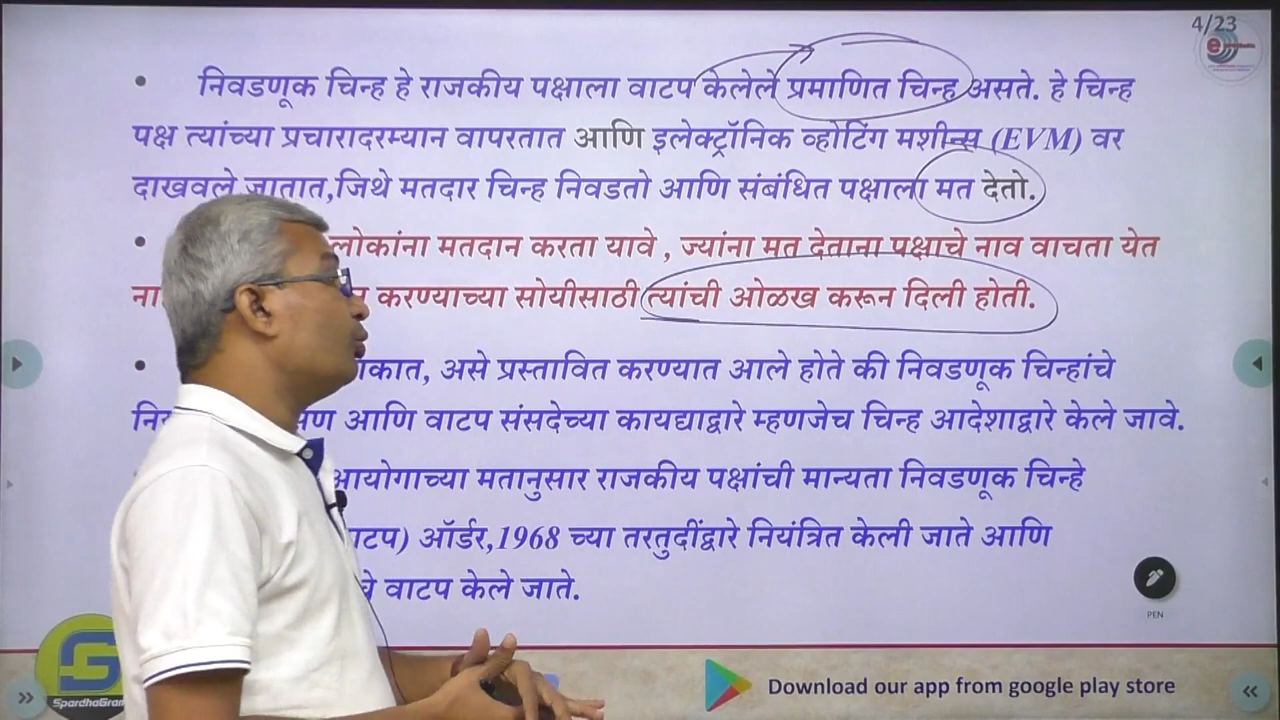 4/23
• निवडणूक चिन्ह हे राजकीय पक्षाला वाटप केलेले प्रमाणित चिन्ह असते. हे चिन्ह
पक्ष त्यांच्या प्रचारादरम्यान वापरतात आणि इलेक्ट्रॉनिक व्होटिंग मशीन्स (EVM) वर
दाखवले जातात,जिथे मतदार चिन्ह निवडतो आणि संबंधित पक्षाला मत देतो.
• लोकांना मतदान करता यावे , ज्यांना मत देताना पक्षाचे नाव वाचता येत
करण्याच्या सोयीसाठी त्यांची ओळख करून दिली होती.
• असे प्रस्तावित करण्यात आले होते की निवडणूक चिन्हांचे
आणि वाटप संसदेच्या कायद्याद्वारे म्हणजेच चिन्ह आदेशाद्वारे केले जावे.
आयोगाच्या मतानुसार राजकीय पक्षांची मान्यता निवडणूक चिन्हे
ऑर्डर,1968 च्या तरतुदींद्वारे नियंत्रित केली जाते आणि
वाटप केले जाते.
PEN
Download our app from google play store